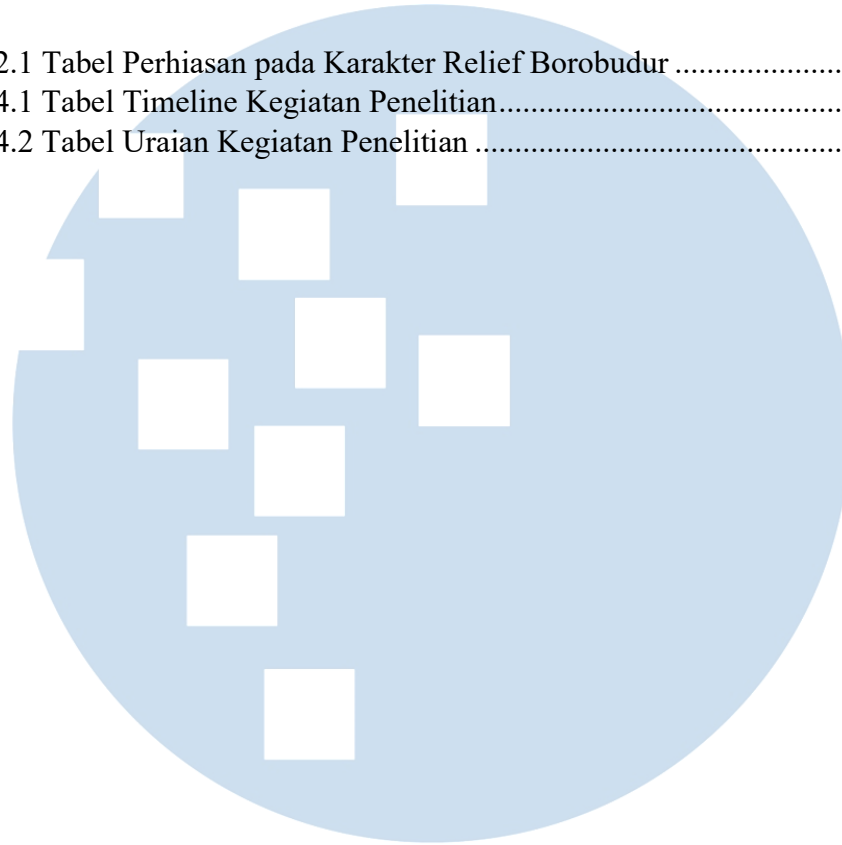 2.1 Tabel Perhiasan pada Karakter Relief Borobudur .....................
4.1 Tabel Timeline Kegiatan Penelitian...........................................
4.2 Tabel Uraian Kegiatan Penelitian ..............................................